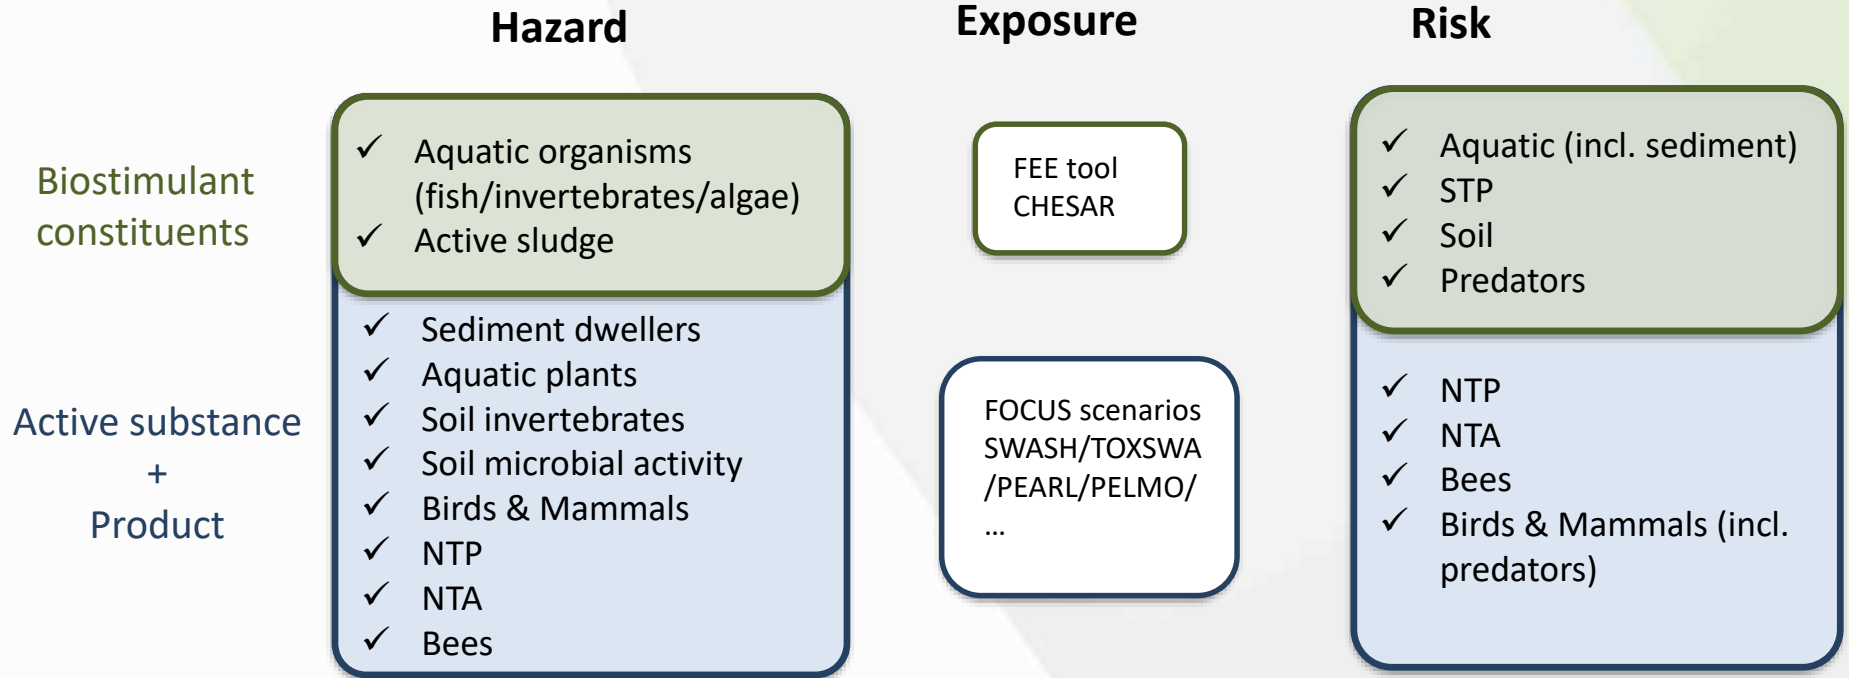 Hazard
Exposure
Risk
Biostimulant
constituents
✓ Aquatic organisms
(fish/invertebrates/algae)
✓ Active sludge
FEE tool
CHESAR
✓ Aquatic (incl. sediment)
✓ STP
✓ Soil
✓ Predators
Active substance
+
Product
✓ Sediment dwellers
✓ Aquatic plants
✓ Soil invertebrates
✓ Soil microbial activity
✓ Birds & Mammals
✓ NTP
✓ NTA
✓ Bees
FOCUS scenarios
SWASH/TOXSWA
/PEARL/PELMO/
...
✓ NTP
✓ NTA
✓ Bees
✓ Birds & Mammals (incl.
predators)